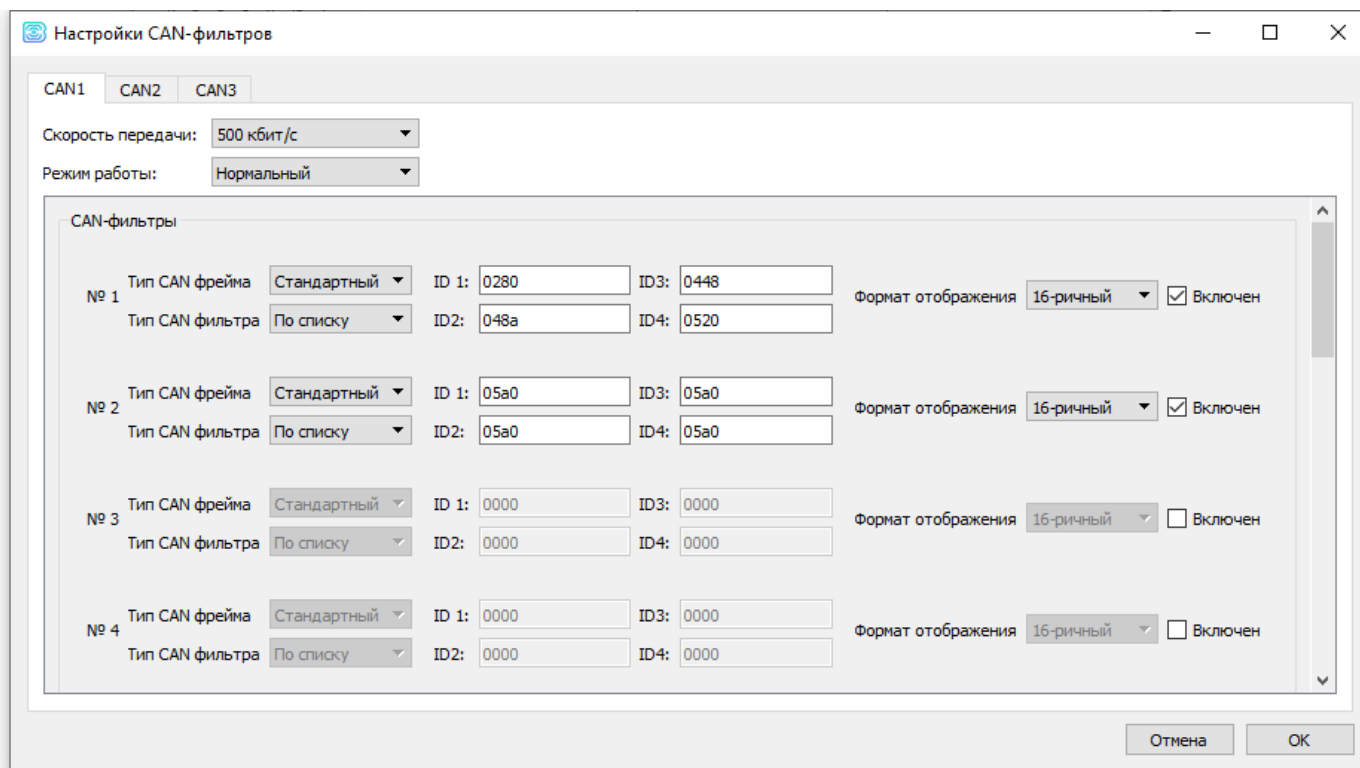 Настройки CAN-фильтров
CAN1 CAN2 CAN3
Скорость передачи: 500 кбит/с
Режим работы: Нормальный
CAN-фильтры
№ 1
Тип CAN фрейма Стандартный ID 1: 0280 ID3: 0448
Тип CAN фильтра По списку ID2: 048a ID4: 0520
Формат отображения 16-ричный Включен
№ 2
Тип CAN фрейма Стандартный ID 1: 05a0 ID3: 05a0
Тип CAN фильтра По списку ID2: 05a0 ID4: 05a0
Формат отображения 16-ричный Включен
№ 3
Тип CAN фрейма Стандартный ID 1: 0000 ID3: 0000
Тип CAN фильтра По списку ID2: 0000 ID4: 0000
Формат отображения 16-ричный Включен
№ 4
Тип CAN фрейма Стандартный ID 1: 0000 ID3: 0000
Тип CAN фильтра По списку ID2: 0000 ID4: 0000
Формат отображения 16-ричный Включен
Отмена OK